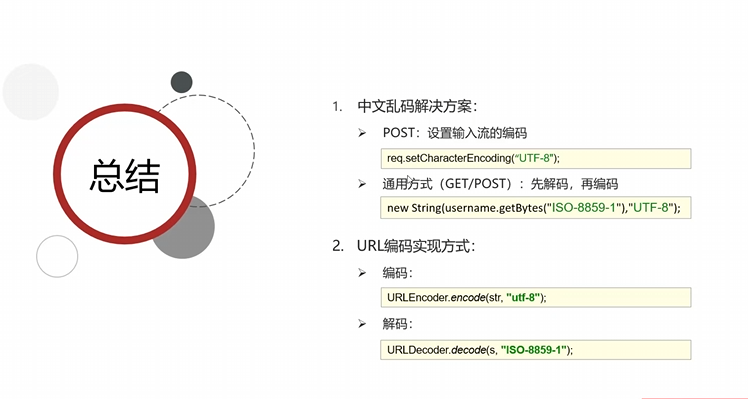 总结
1. 中文乱码解决方案：
➢ POST：设置输入流的编码
req.setCharacterEncoding("UTF-8");
➢ 通用方式（GET/POST）：先解码，再编码
new String(username.getBytes("ISO-8859-1"),"UTF-8");
2. URL编码实现方式：
➢ 编码：
URLEncoder.encode(str, "utf-8");
➢ 解码：
URLDecoder.decode(s, "ISO-8859-1");